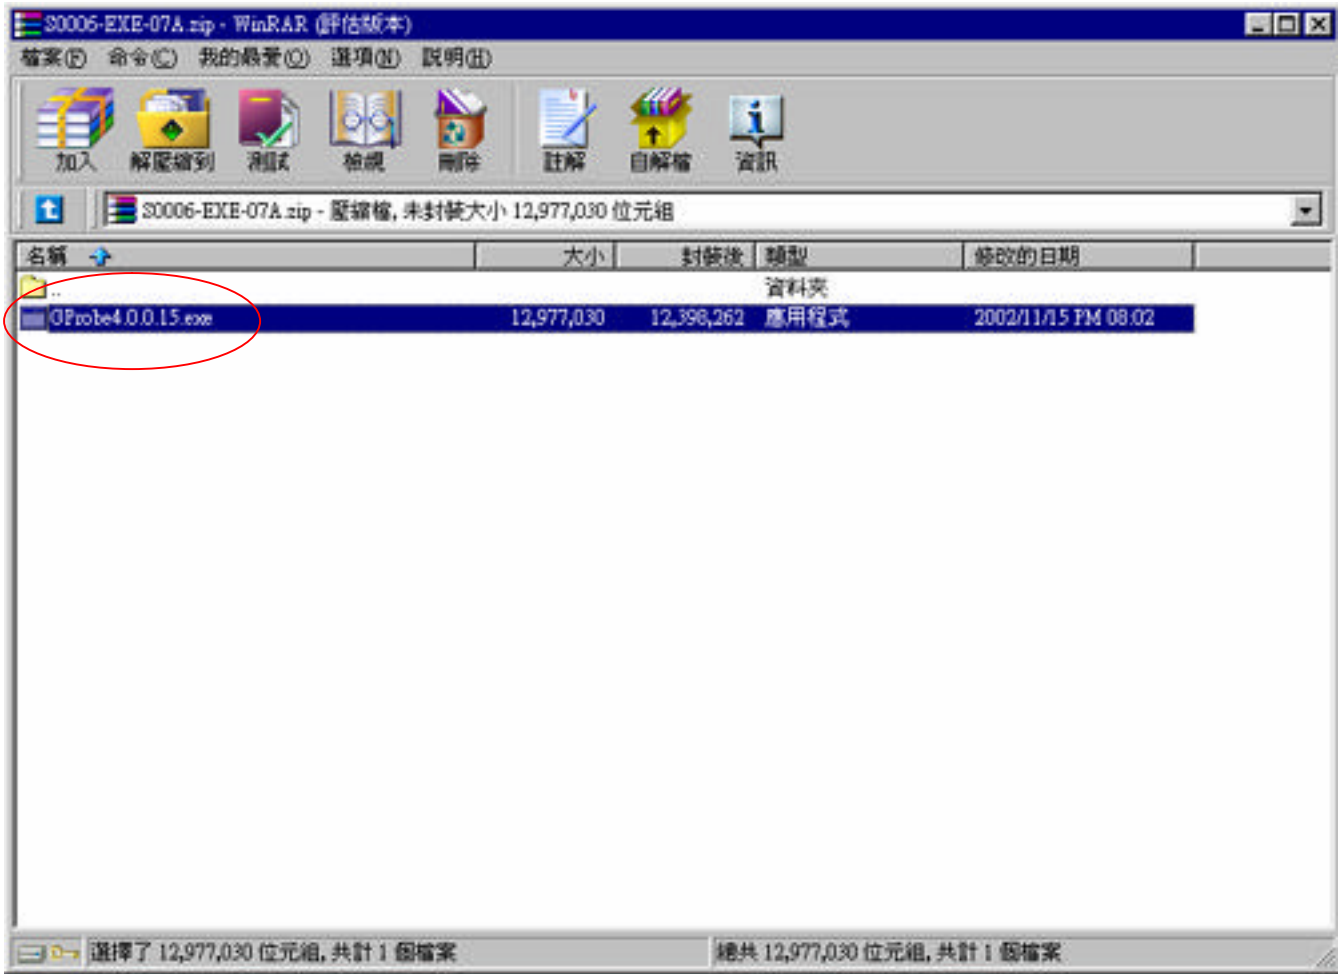 S0006-EXE-07A.zip - WinRAR (評估版本)
檔案(F) 命令(C) 我的最愛(O) 選項(N) 說明(H)
加入 解壓縮到 測試 檢視 刪除 註解 自解檔 資訊
S0006-EXE-07A.zip - 壓縮檔, 未封裝大小 12,977,030 位元組
名稱 大小 封裝後 類型 修改的日期
.. 資料夾
GProbe4.0.0.15.exe 12,977,030 12,398,262 應用程式 2002/11/15 PM 08:02
選擇了 12,977,030 位元組, 共計 1 個檔案 總共 12,977,030 位元組, 共計 1 個檔案